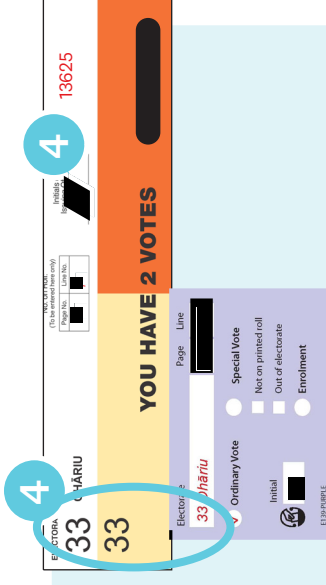 4
4
(To be entered here only)
Initials
Page No. Line No.
13625
33 ŌHĀRIU
33
YOU HAVE 2 VOTES
Electorate Page Line
33 Ōhāriu
Ordinary Vote Special Vote
Not on printed roll
Initial Out of electorate
Enrolment
E139-PURPLE